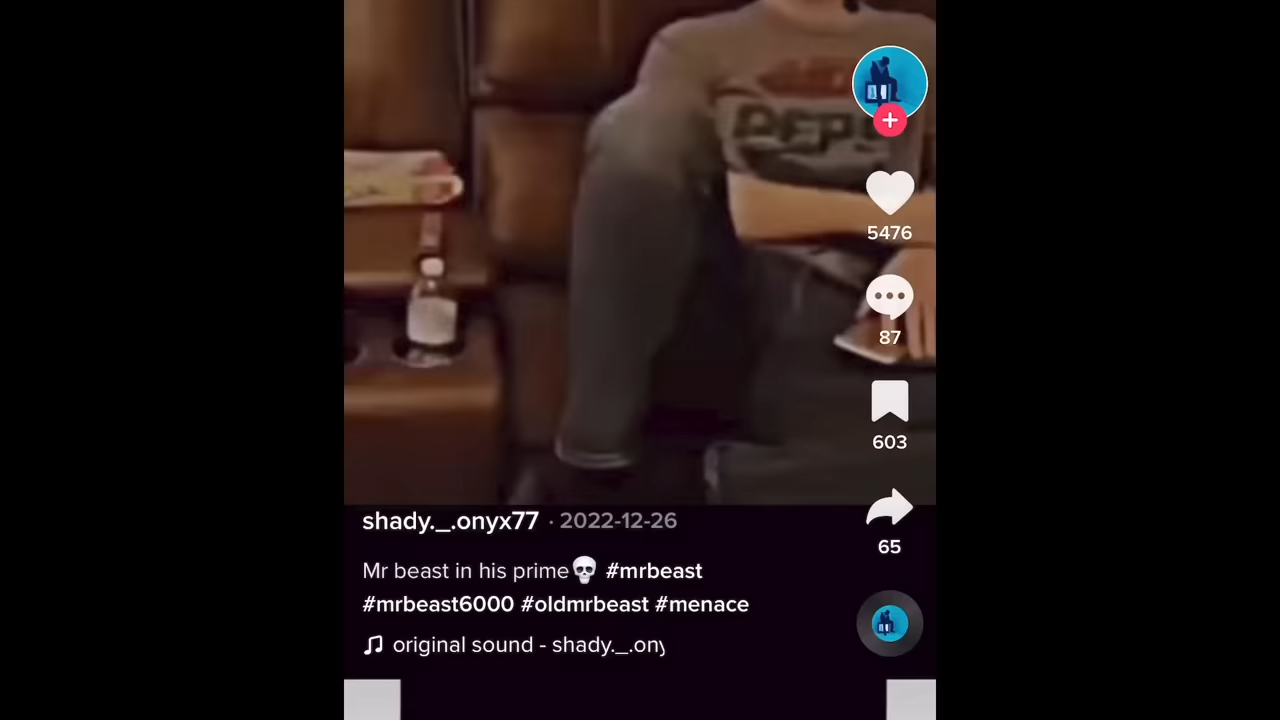 5476
87
603
65
shady._.onyx77 · 2022-12-26
Mr beast in his prime💀 #mrbeast
#mrbeast6000 #oldmrbeast #menace
original sound - shady._.ony